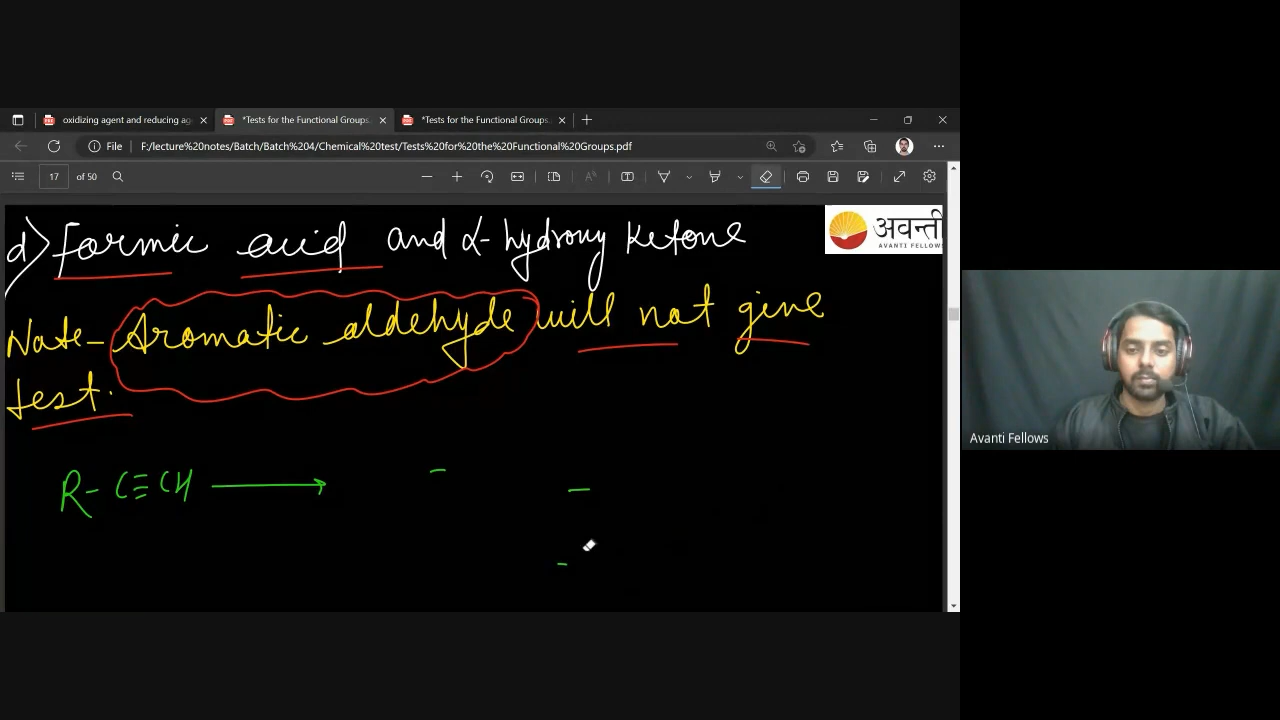 oxidizing agent and reducing ag
*Tests for the Functional Groups.
*Tests for the Functional Groups.
File F:/lecture%20notes/Batch/Batch%204/Chemical%20test/Tests%20for%20the%20Functional%20Groups.pdf
17 of 50
d) Formic acid and α-hydroxy Ketone
अवन्ती
AVANTI FELLOWS
Note- Aromatic aldehyde will not give
test.
R- C≡CH ⟶
Avanti Fellows